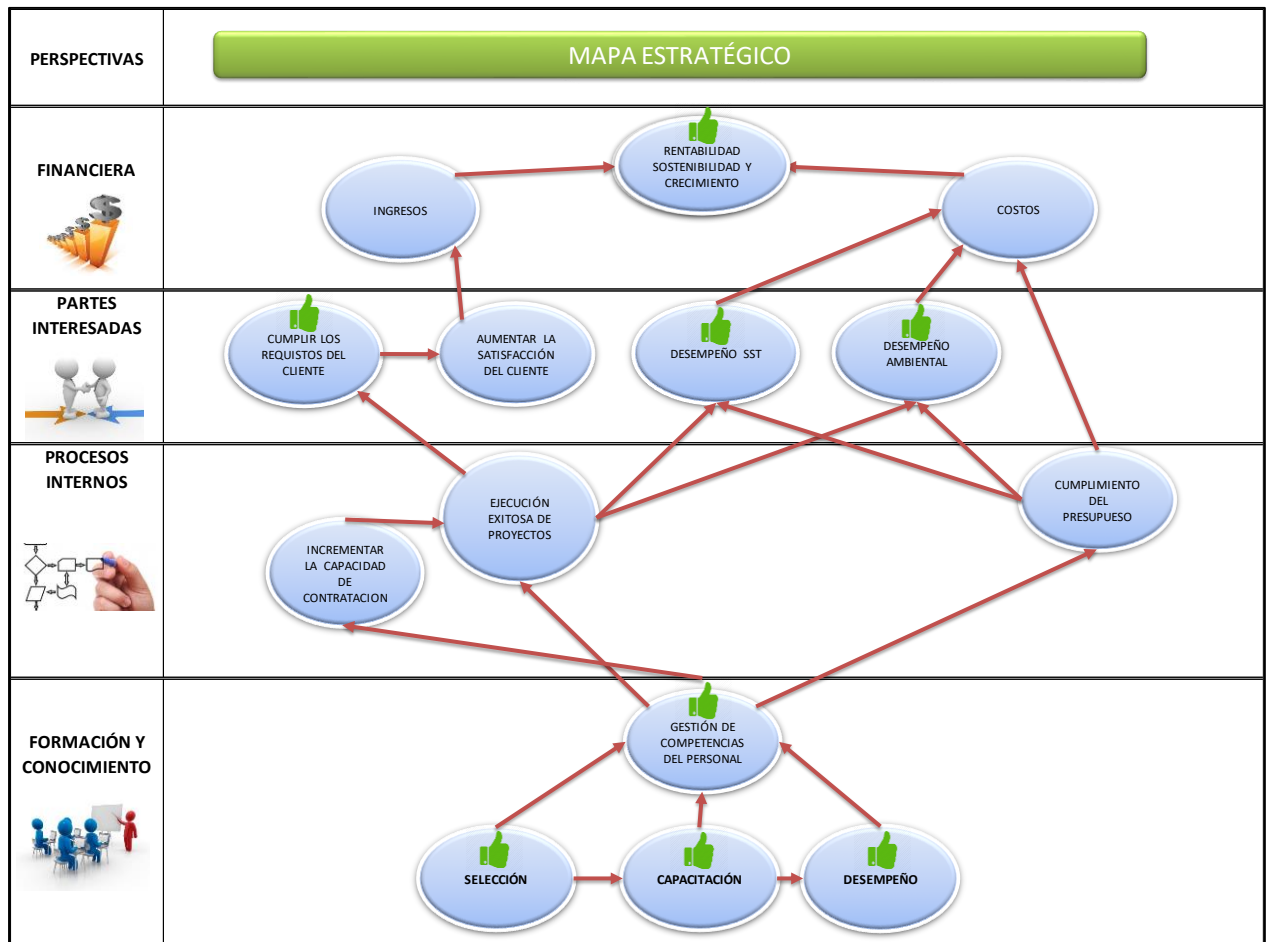 PERSPECTIVAS
MAPA ESTRATÉGICO
FINANCIERA
RENTABILIDAD
SOSTENIBILIDAD Y
CRECIMIENTO
INGRESOS
COSTOS
PARTES
INTERESADAS
CUMPLIR LOS
REQUISTOS DEL
CLIENTE
AUMENTAR LA
SATISFACCIÓN
DEL CLIENTE
DESEMPEÑO SST
DESEMPEÑO
AMBIENTAL
PROCESOS
INTERNOS
EJECUCIÓN
EXITOSA DE
PROYECTOS
CUMPLIMIENTO
DEL
PRESUPUESO
INCREMENTAR
LA CAPACIDAD
DE
CONTRATACION
FORMACIÓN Y
CONOCIMIENTO
GESTIÓN DE
COMPETENCIAS
DEL PERSONAL
SELECCIÓN
CAPACITACIÓN
DESEMPEÑO